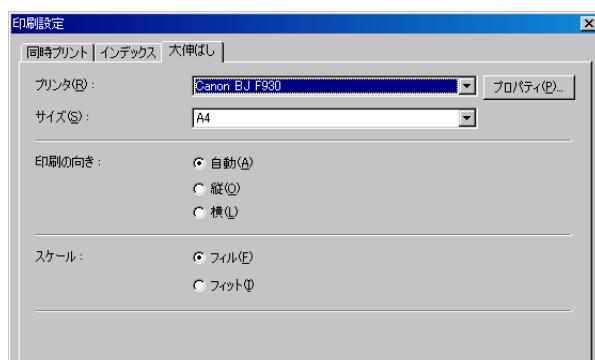 印刷設定
同時プリント インデックス 大伸ばし
プリンタ(R): Canon BJ F930 プロパティ(P)...
サイズ(S): A4
印刷の向き: 自動(A)
縦(O)
横(L)
スケール: フィル(F)
フィット(I)